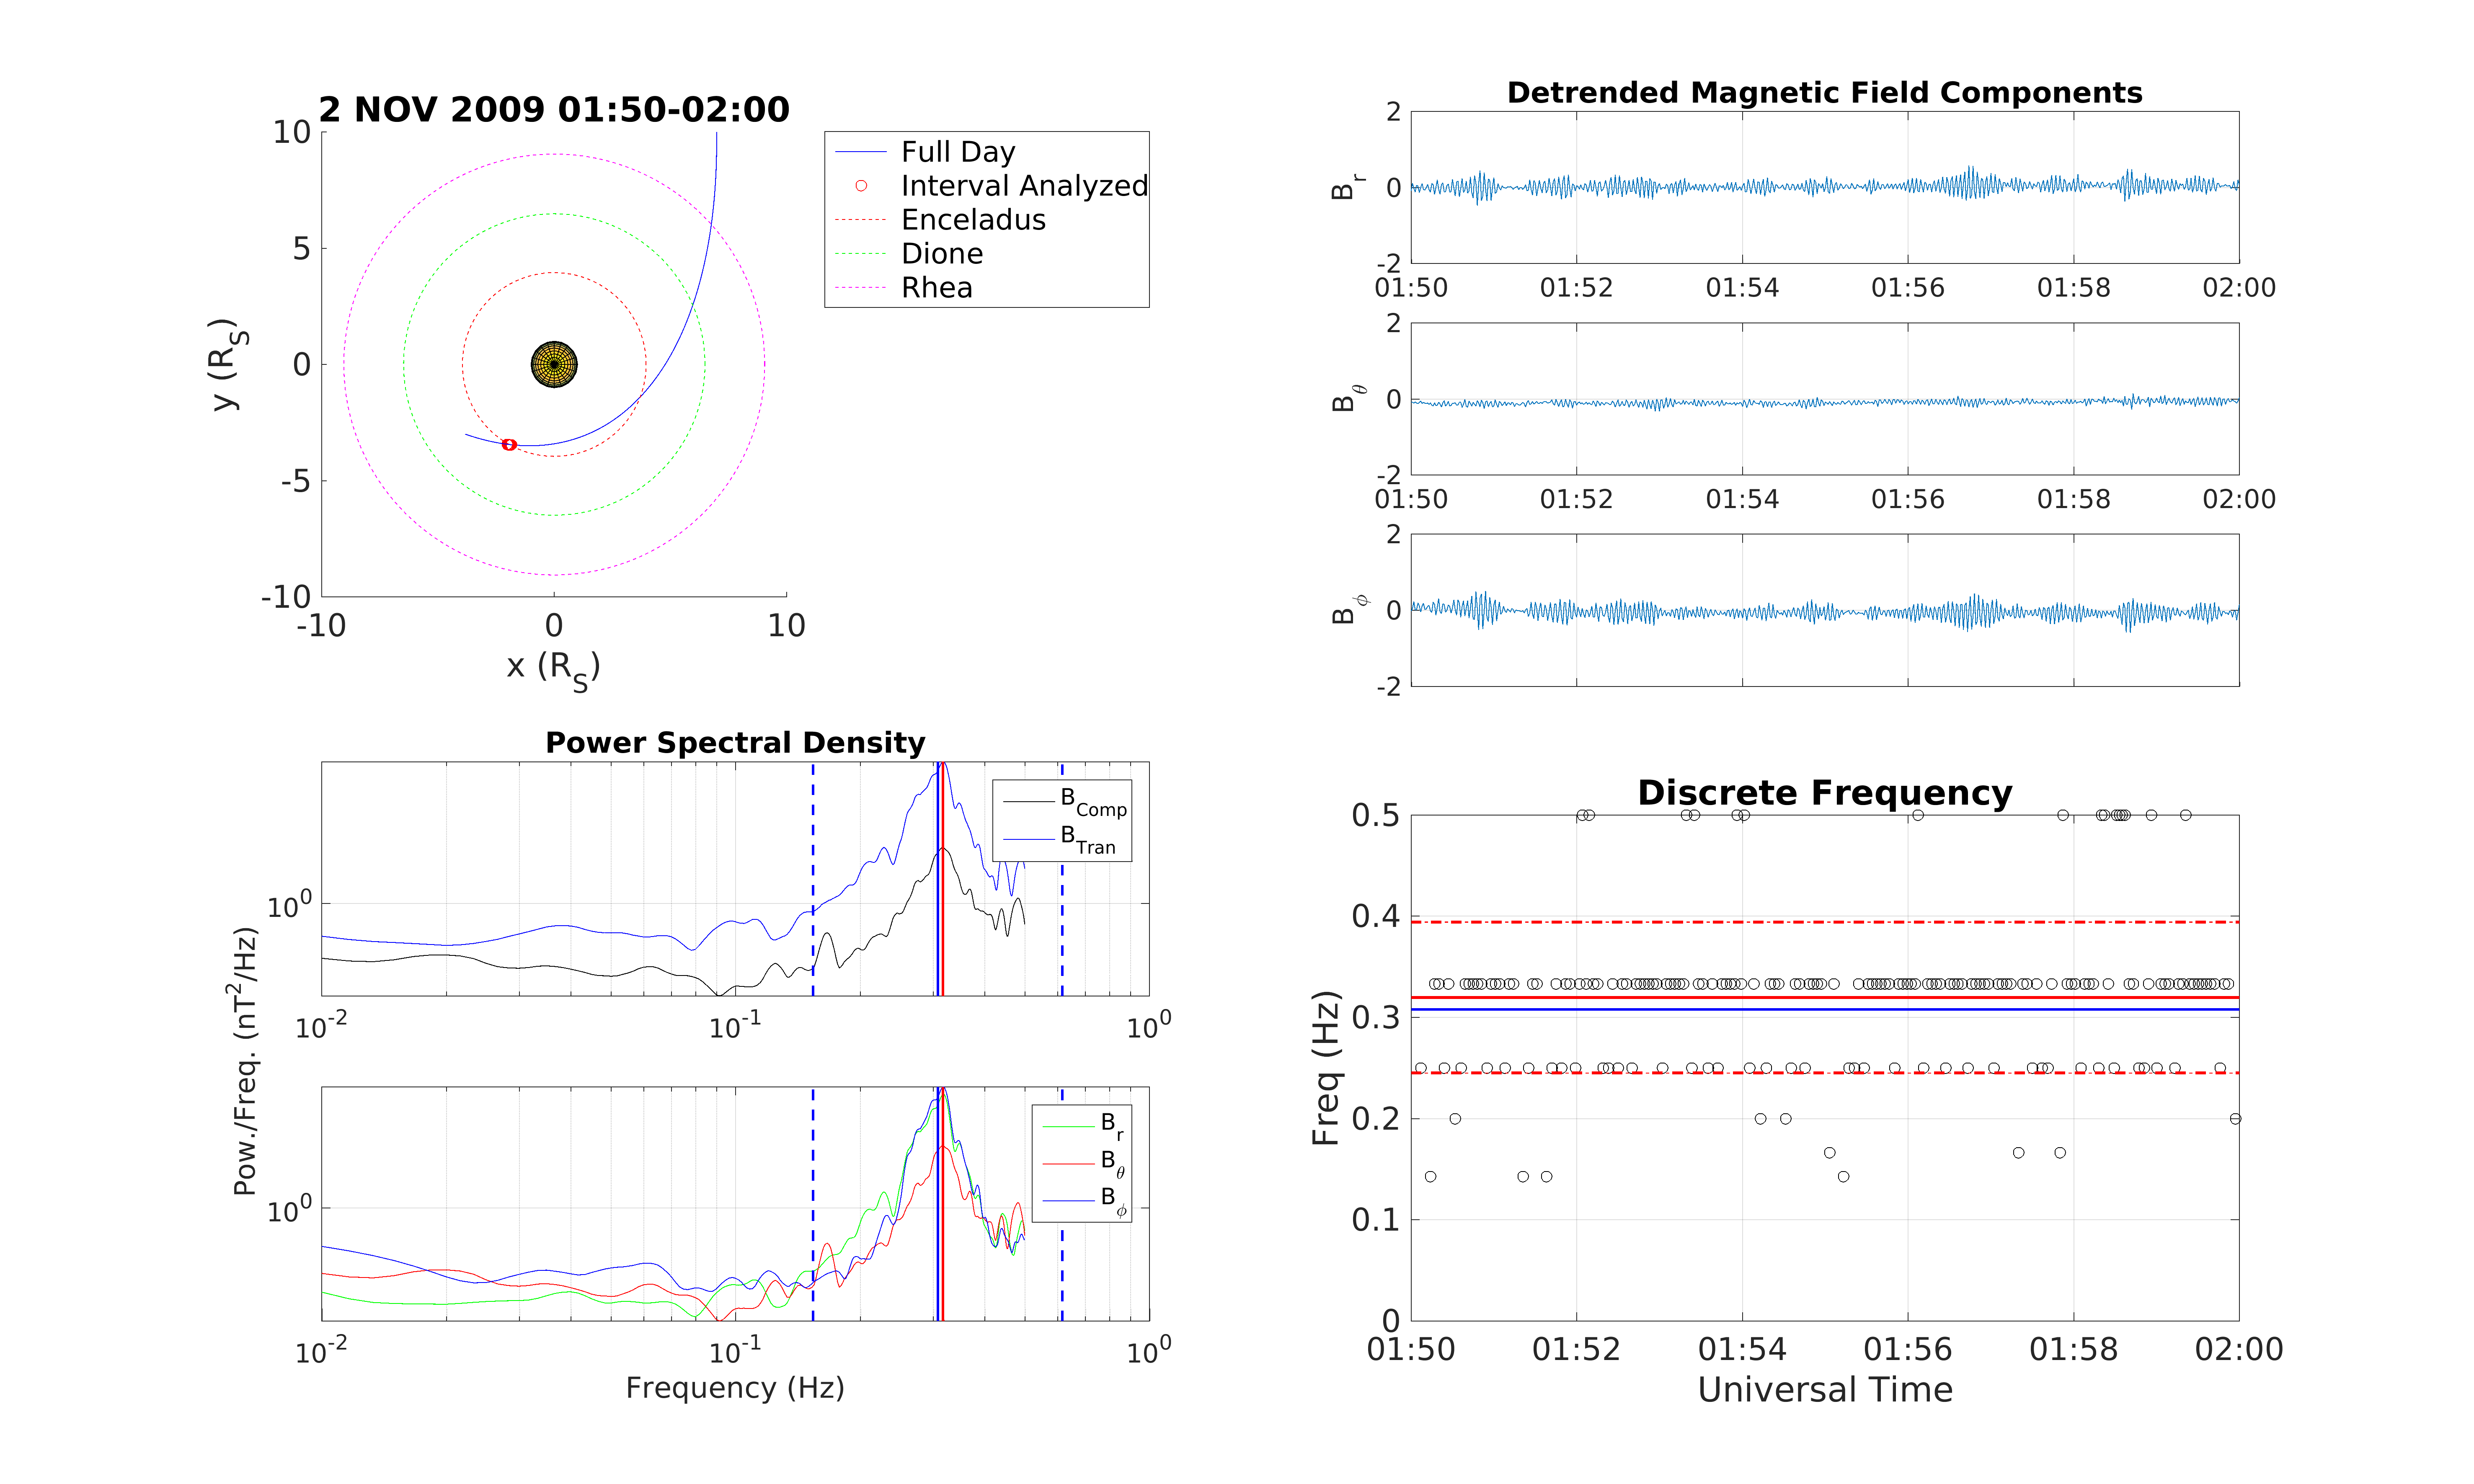 2 NOV 2009 01:50-02:00
10
5
0
-5
-10
-10
0
10
y (R_S)
x (R_S)
Full Day
Interval Analyzed
Enceladus
Dione
Rhea
Detrended Magnetic Field Components
2
0
-2
B_r
01:50
01:52
01:54
01:56
01:58
02:00
2
0
-2
B_θ
01:50
01:52
01:54
01:56
01:58
02:00
2
0
-2
B_ϕ
Power Spectral Density
B_Comp
B_Tran
10^0
10^-2
10^-1
10^0
Pow./Freq. (nT^2/Hz)
B_r
B_θ
B_ϕ
10^0
10^-2
10^-1
10^0
Frequency (Hz)
Discrete Frequency
0.5
0.4
0.3
0.2
0.1
0
Freq (Hz)
01:50
01:52
01:54
01:56
01:58
02:00
Universal Time